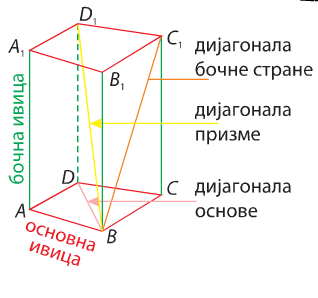 D₁
A₁
C₁
B₁
дијагонала
бочне стране
дијагонала
призме
дијагонала
основе
бочна ивица
D
C
A
B
основна
ивица